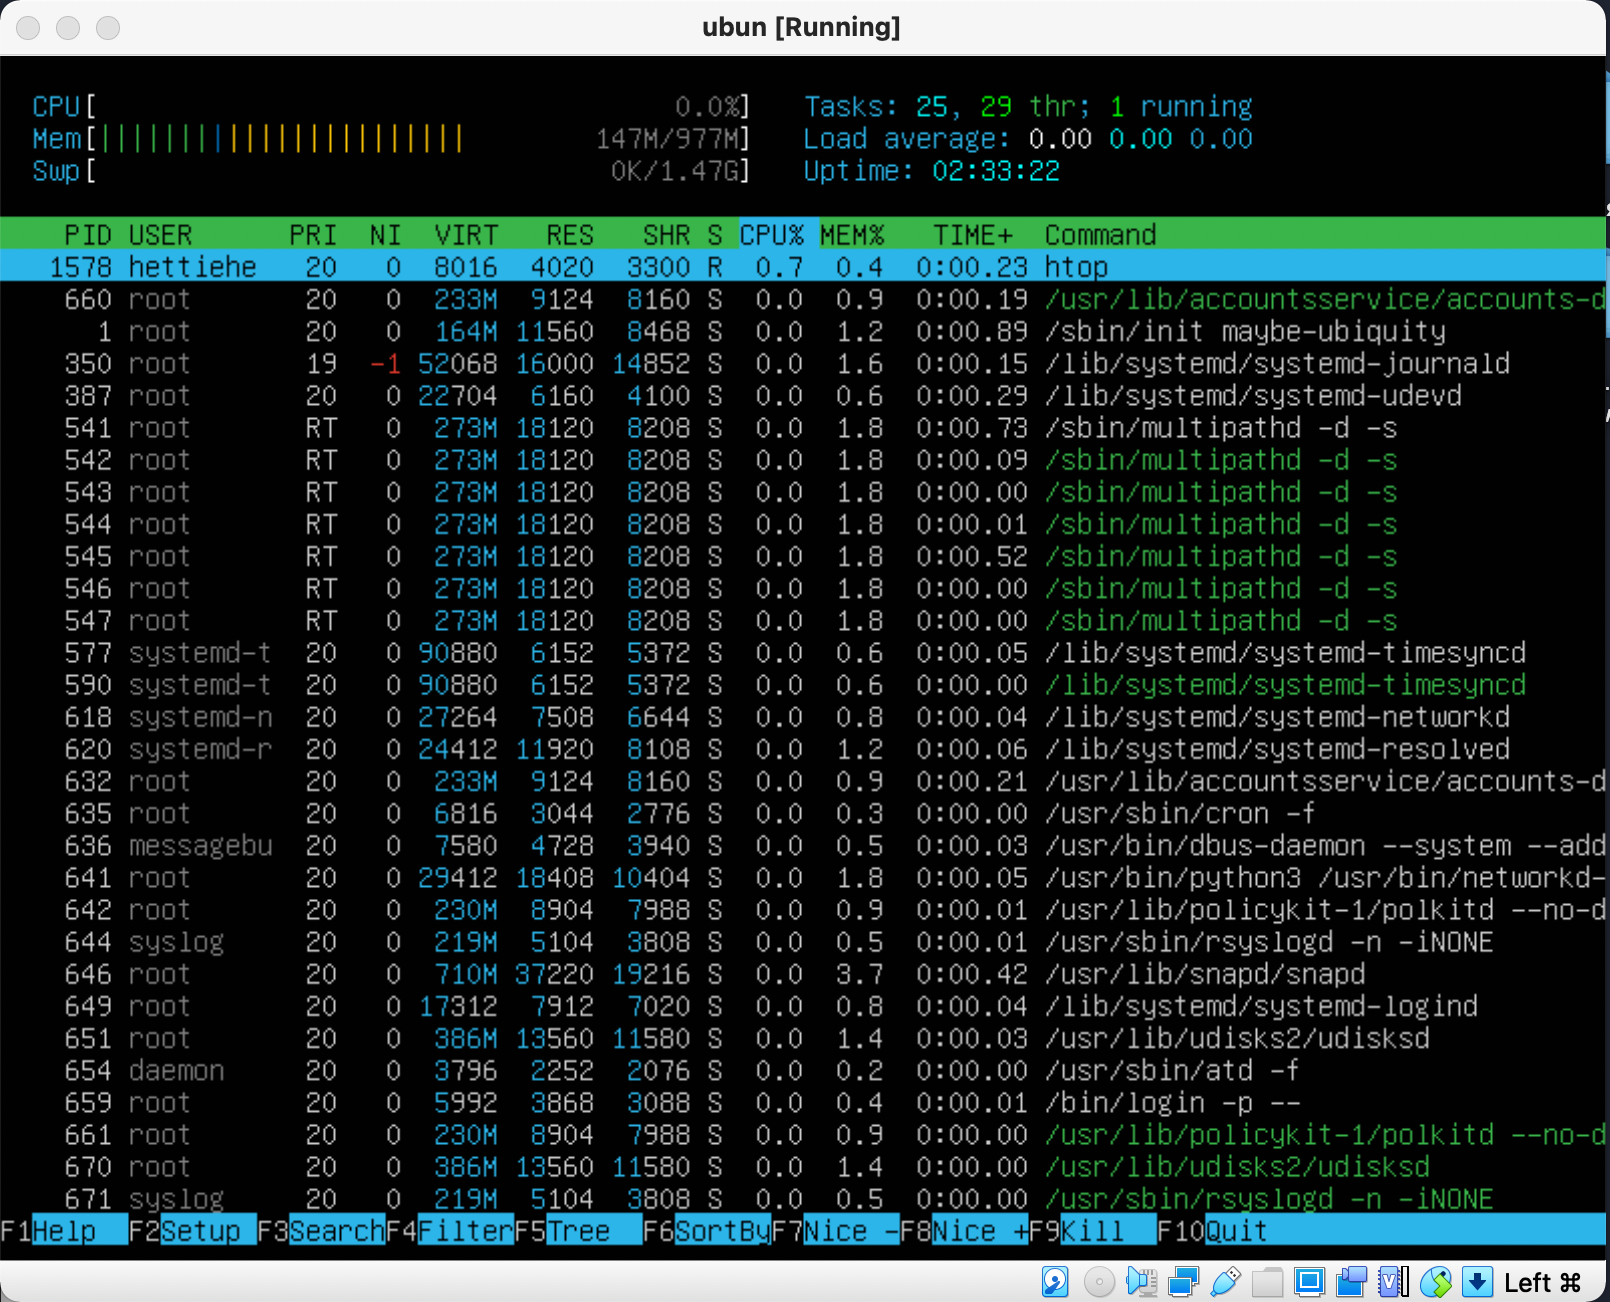 ubun [Running]
CPU[ 0.0%] Tasks: 25, 29 thr; 1 running
Mem[||||||||||||||||||||||| 147M/977M] Load average: 0.00 0.00 0.00
Swp[ 0K/1.47G] Uptime: 02:33:22
PID USER PRI NI VIRT RES SHR S CPU% MEM% TIME+ Command
1578 hettiehe 20 0 8016 4020 3300 R 0.7 0.4 0:00.23 htop
660 root 20 0 233M 9124 8160 S 0.0 0.9 0:00.19 /usr/lib/accountsservice/accounts-d
1 root 20 0 164M 11560 8468 S 0.0 1.2 0:00.89 /sbin/init maybe-ubiquity
350 root 19 -1 52068 16000 14852 S 0.0 1.6 0:00.15 /lib/systemd/systemd-journald
387 root 20 0 22704 6160 4100 S 0.0 0.6 0:00.29 /lib/systemd/systemd-udevd
541 root RT 0 273M 18120 8208 S 0.0 1.8 0:00.73 /sbin/multipathd -d -s
542 root RT 0 273M 18120 8208 S 0.0 1.8 0:00.09 /sbin/multipathd -d -s
543 root RT 0 273M 18120 8208 S 0.0 1.8 0:00.00 /sbin/multipathd -d -s
544 root RT 0 273M 18120 8208 S 0.0 1.8 0:00.01 /sbin/multipathd -d -s
545 root RT 0 273M 18120 8208 S 0.0 1.8 0:00.52 /sbin/multipathd -d -s
546 root RT 0 273M 18120 8208 S 0.0 1.8 0:00.00 /sbin/multipathd -d -s
547 root RT 0 273M 18120 8208 S 0.0 1.8 0:00.00 /sbin/multipathd -d -s
577 systemd-t 20 0 90880 6152 5372 S 0.0 0.6 0:00.05 /lib/systemd/systemd-timesyncd
590 systemd-t 20 0 90880 6152 5372 S 0.0 0.6 0:00.00 /lib/systemd/systemd-timesyncd
618 systemd-n 20 0 27264 7508 6644 S 0.0 0.8 0:00.04 /lib/systemd/systemd-networkd
620 systemd-r 20 0 24412 11920 8108 S 0.0 1.2 0:00.06 /lib/systemd/systemd-resolved
632 root 20 0 233M 9124 8160 S 0.0 0.9 0:00.21 /usr/lib/accountsservice/accounts-d
635 root 20 0 6816 3044 2776 S 0.0 0.3 0:00.00 /usr/sbin/cron -f
636 messagebu 20 0 7580 4728 3940 S 0.0 0.5 0:00.03 /usr/bin/dbus-daemon --system --add
641 root 20 0 29412 18408 10404 S 0.0 1.8 0:00.05 /usr/bin/python3 /usr/bin/networkd-
642 root 20 0 230M 8904 7988 S 0.0 0.9 0:00.01 /usr/lib/policykit-1/polkitd --no-d
644 syslog 20 0 219M 5104 3808 S 0.0 0.5 0:00.01 /usr/sbin/rsyslogd -n -iNONE
646 root 20 0 710M 37220 19216 S 0.0 3.7 0:00.42 /usr/lib/snapd/snapd
649 root 20 0 17312 7912 7020 S 0.0 0.8 0:00.04 /lib/systemd/systemd-logind
651 root 20 0 386M 13560 11580 S 0.0 1.4 0:00.03 /usr/lib/udisks2/udisksd
654 daemon 20 0 3796 2252 2076 S 0.0 0.2 0:00.00 /usr/sbin/atd -f
659 root 20 0 5992 3868 3088 S 0.0 0.4 0:00.01 /bin/login -p --
661 root 20 0 230M 8904 7988 S 0.0 0.9 0:00.00 /usr/lib/policykit-1/polkitd --no-d
670 root 20 0 386M 13560 11580 S 0.0 1.4 0:00.00 /usr/lib/udisks2/udisksd
671 syslog 20 0 219M 5104 3808 S 0.0 0.5 0:00.00 /usr/sbin/rsyslogd -n -iNONE
F1Help F2Setup F3SearchF4FilterF5Tree F6SortByF7Nice -F8Nice +F9Kill F10Quit
Left ⌘